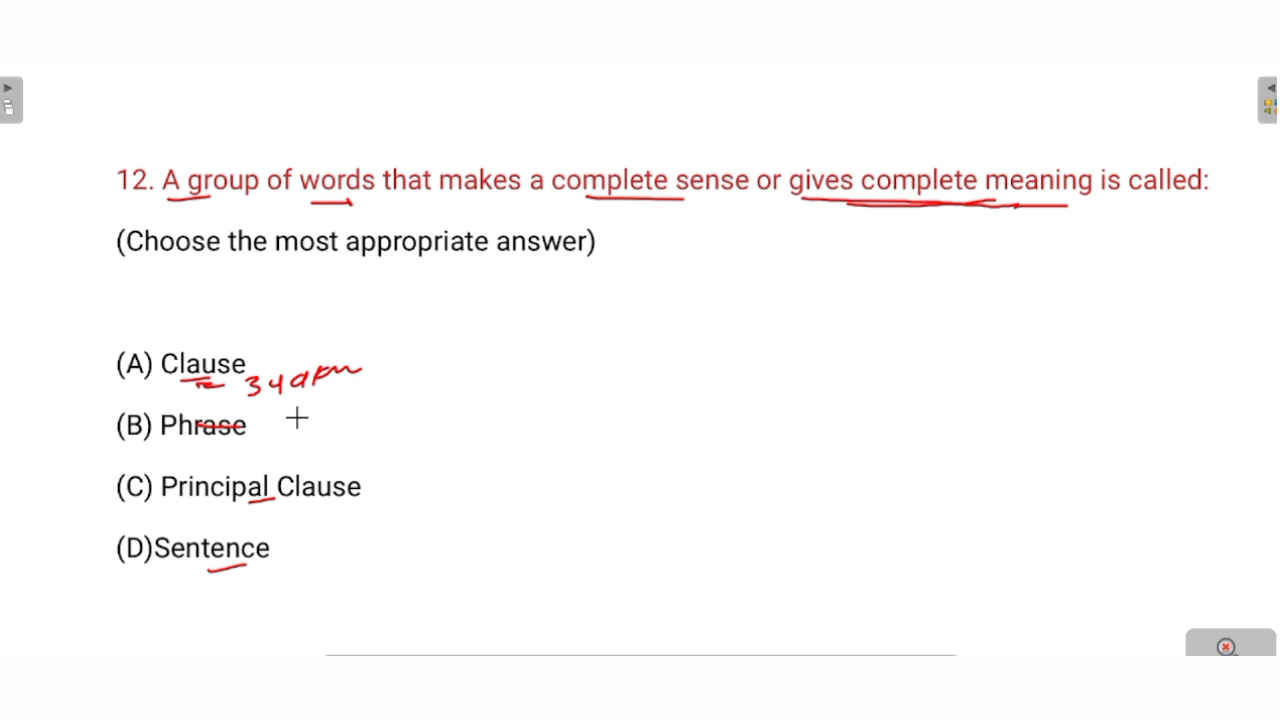 12. A group of words that makes a complete sense or gives complete meaning is called:
(Choose the most appropriate answer)
(A) Clause
(B) Phrase
(C) Principal Clause
(D)Sentence